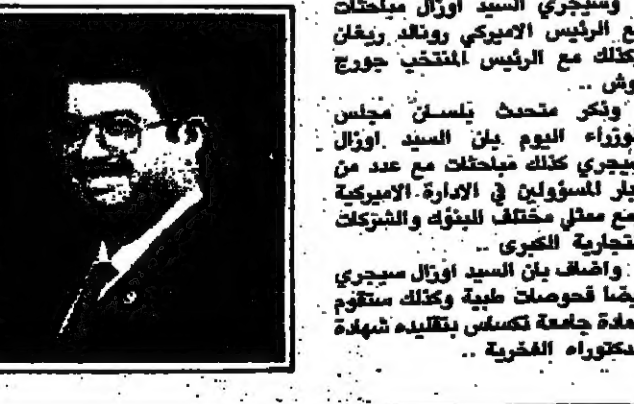 وسيجري السيد اوزال مباحثات
مع الرئيس الاميركي رونالد ريغان
وكذلك مع الرئيس المنتخب جورج
بوش ..
وذكر متحدث بلسان مجلس
الوزراء اليوم بان السيد اوزال
سيجري كذلك مباحثات مع عدد من
كبار المسؤولين في الادارة الاميركية
ومع ممثلي مختلف البنوك والشركات
التجارية الكبرى ..
واضاف بان السيد اوزال سيجري
ايضا فحوصات طبية وكذلك ستقوم
عمادة جامعة تكساس بتقليده شهادة
الدكتوراه الفخرية ..